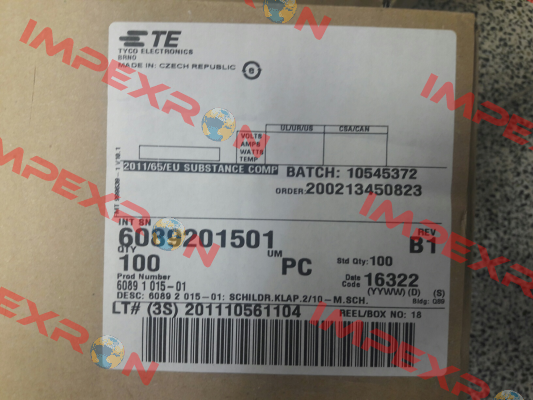 TE
TYCO ELECTRONICS
BRNO
MADE IN: CZECH REPUBLIC 6
UL/UR/US CSA/CAN
VOLTS
AMPS
WATTS
TEMP
2011/65/EU SUBSTANCE COMP
BATCH: 10545372
ORDER: 200213450823
INT SN
6089201501
REV
B1
QTY
100
UM
PC
Std Qty: 100
Prod Number
6089 1 015-01
Date Code 16322
(YYWW) (D) (S)
DESC: 6089 2 015-01: SCHILDR.KLAP.2/10-M.SCH.
Bldg: Q89
LT# (3S) 201110561104
REEL/BOX NO: 18
IMPEXRON
IMPEXRON
IMPEXRON
IMPEXRON
IMPEXRON